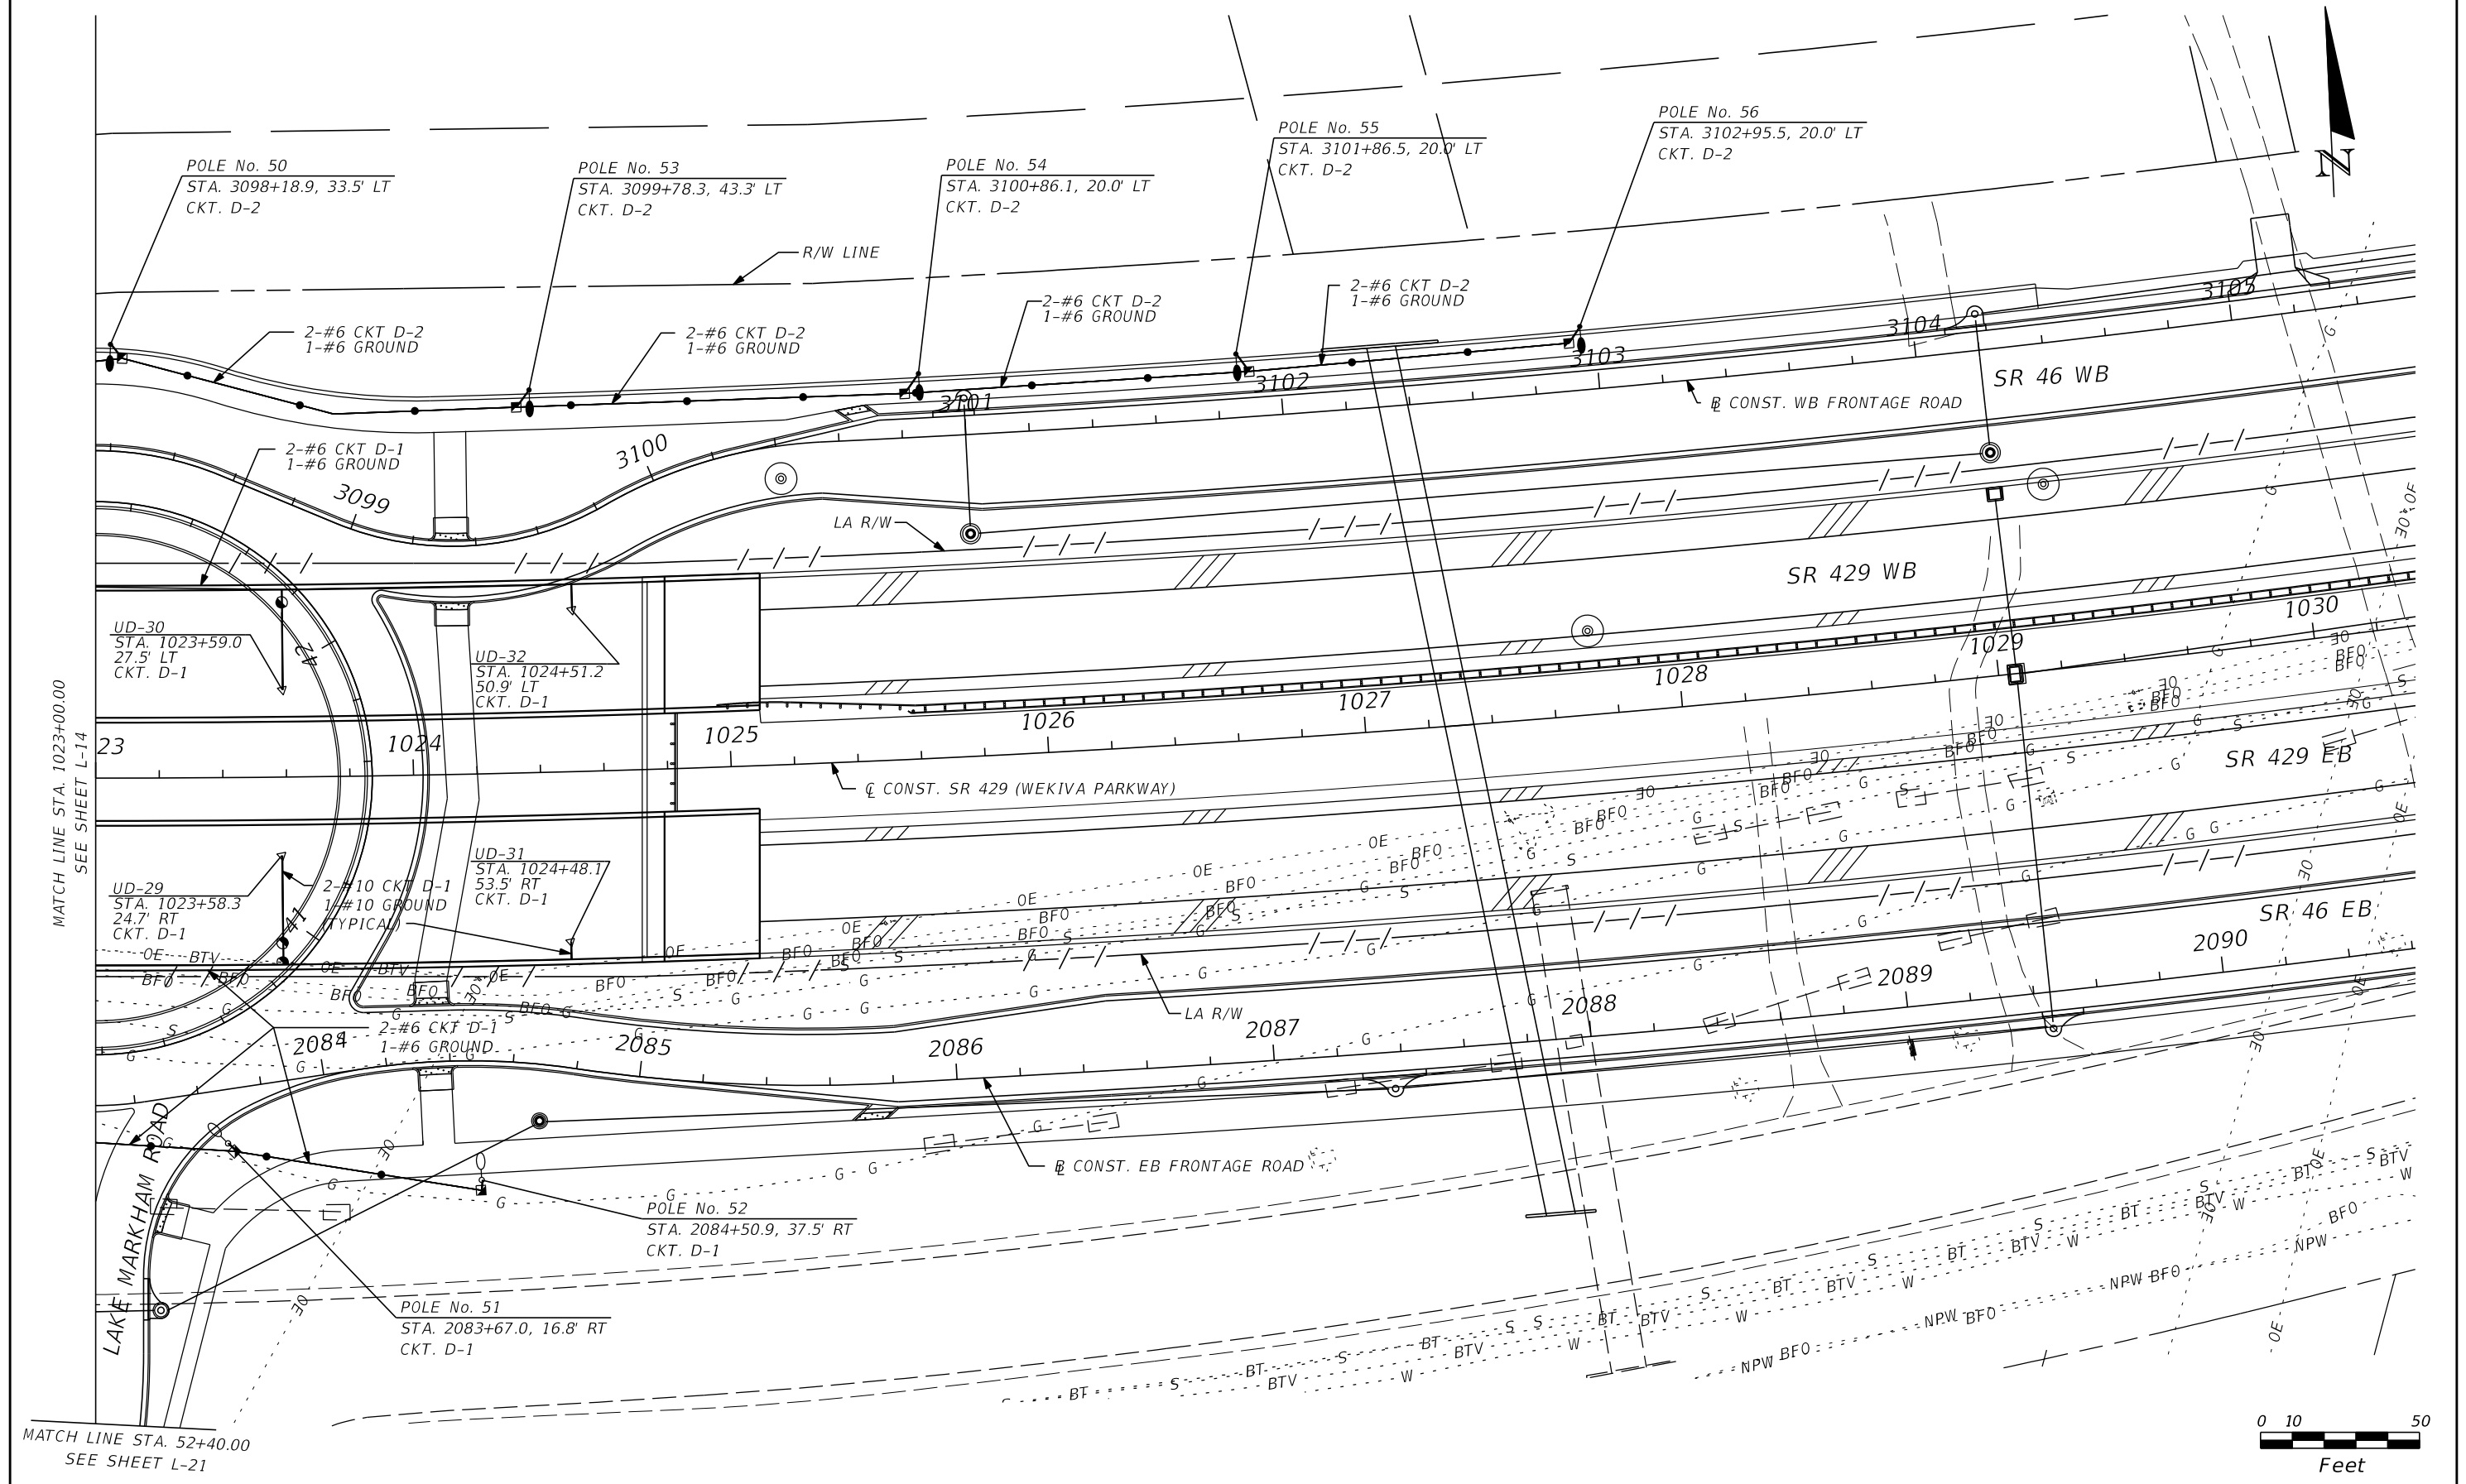 POLE No. 50
STA. 3098+18.9, 33.5' LT
CKT. D-2
POLE No. 53
STA. 3099+78.3, 43.3' LT
CKT. D-2
POLE No. 54
STA. 3100+86.1, 20.0' LT
CKT. D-2
POLE No. 55
STA. 3101+86.5, 20.0' LT
CKT. D-2
POLE No. 56
STA. 3102+95.5, 20.0' LT
CKT. D-2
N
R/W LINE
2-#6 CKT D-2
1-#6 GROUND
2-#6 CKT D-2
1-#6 GROUND
2-#6 CKT D-2
1-#6 GROUND
2-#6 CKT D-2
1-#6 GROUND
3099
3100
3101
3102
3103
3104
3105
SR 46 WB
B CONST. WB FRONTAGE ROAD
2-#6 CKT D-1
1-#6 GROUND
LA R/W
SR 429 WB
UD-30
STA. 1023+59.0
27.5' LT
CKT. D-1
42
UD-32
STA. 1024+51.2
50.9' LT
CKT. D-1
23
1024
1025
1026
1027
1028
1029
1030
MATCH LINE STA. 1023+00.00
SEE SHEET L-14
℄ CONST. SR 429 (WEKIVA PARKWAY)
SR 429 EB
UD-29
STA. 1023+58.3
24.7' RT
CKT. D-1
2-#10 CKT D-1
1-#10 GROUND
(TYPICAL)
UD-31
STA. 1024+48.1
53.5' RT
CKT. D-1
41
SR 46 EB
LA R/W
2-#6 CKT D-1
1-#6 GROUND
2084
2085
2086
2087
2088
2089
2090
B CONST. EB FRONTAGE ROAD
LAKE MARKHAM ROAD
POLE No. 52
STA. 2084+50.9, 37.5' RT
CKT. D-1
POLE No. 51
STA. 2083+67.0, 16.8' RT
CKT. D-1
OE
BTV
BFO
G
S
BT
W
NPW
MATCH LINE STA. 52+40.00
SEE SHEET L-21
0 10 50
Feet